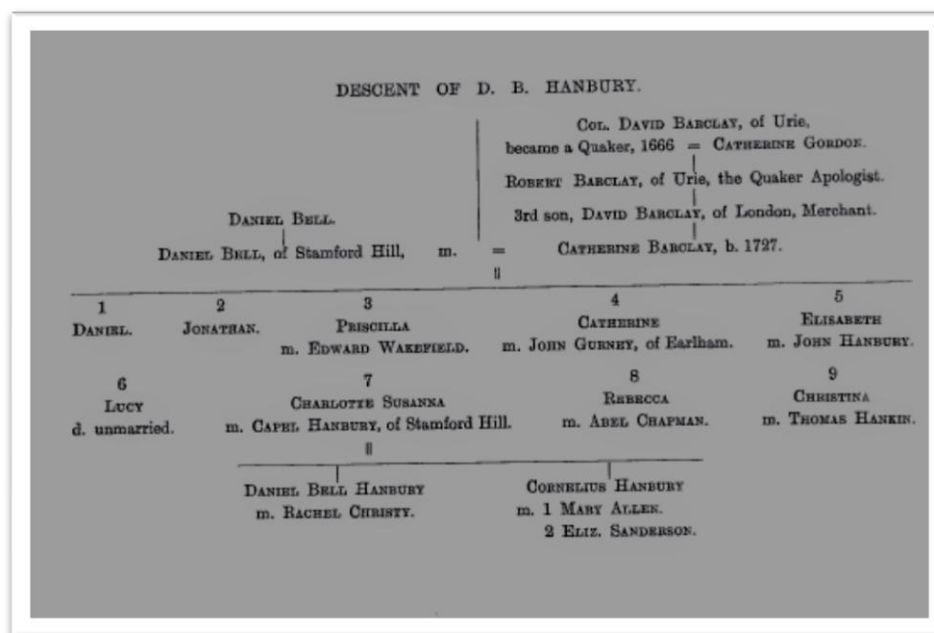 DESCENT OF D. B. HANBURY.
COL. DAVID BARCLAY, of Urie,
became a Quaker, 1666 = CATHERINE GORDON.
ROBERT BARCLAY, of Urie, the Quaker Apologist.
DANIEL BELL.
3rd son, DAVID BARCLAY, of London, Merchant.
DANIEL BELL, of Stamford Hill, m. = CATHERINE BARCLAY, b. 1727.
1 2 3 4 5
DANIEL. JONATHAN. PRISCILLA CATHERINE ELISABETH
m. EDWARD WAKEFIELD. m. JOHN GURNEY, of Earlham. m. JOHN HANBURY.
6 7 8 9
LUCY CHARLOTTE SUSANNA REBECCA CHRISTINA
d. unmarried. m. CAPEL HANBURY, of Stamford Hill. m. ABEL CHAPMAN. m. THOMAS HANKIN.
DANIEL BELL HANBURY CORNELIUS HANBURY
m. RACHEL CHRISTY. m. 1 MARY ALLEN.
2 ELIZ. SANDERSON.